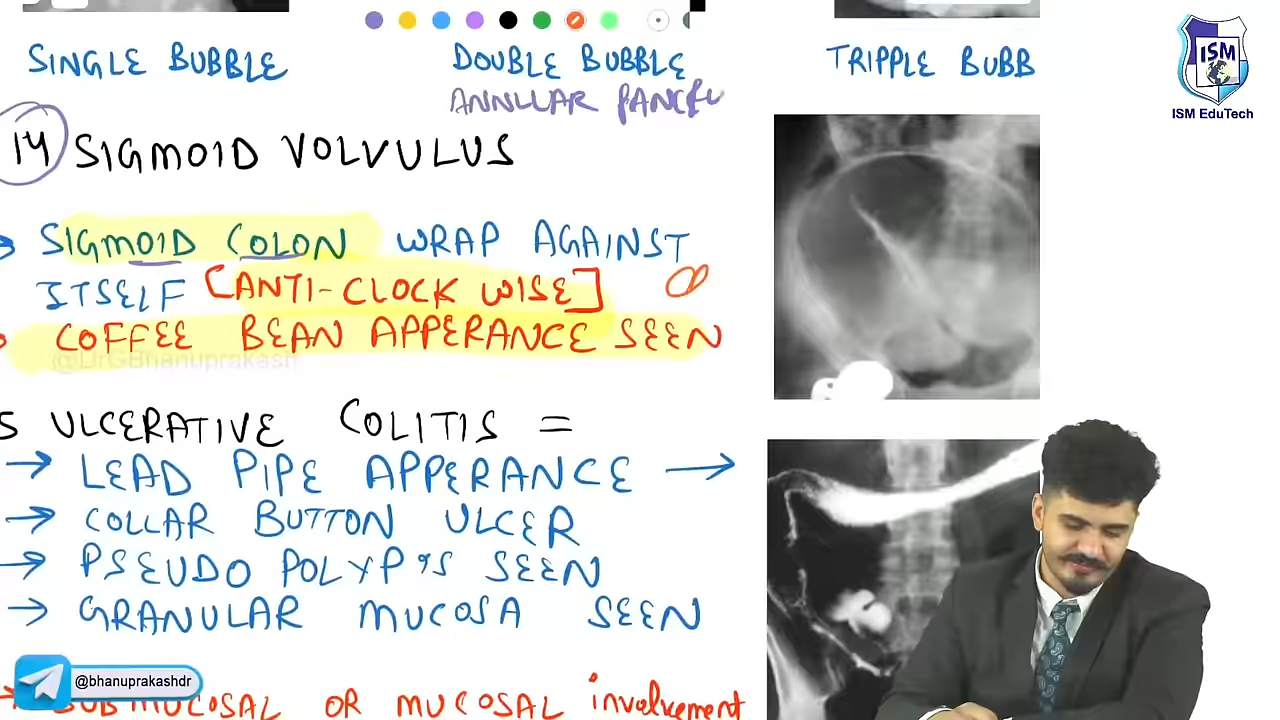 SINGLE BUBBLE
DOUBLE BUBBLE
TRIPPLE BUBB
ISM
ISM EduTech
ANNULAR PANCRE
14 SIGMOID VOLVULUS
SIGMOID COLON WRAP AGAINST
ITSELF [ANTI-CLOCK WISE]
COFFEE BEAN APPERANCE SEEN
@DrGBhanuprakash
S ULCERATIVE COLITIS =
→ LEAD PIPE APPERANCE →
→ COLLAR BUTTON ULCER
→ PSEUDO POLYP'S SEEN
→ GRANULAR MUCOSA SEEN
@bhanuprakashdr
SUBMUCOSAL OR MUCOSAL involvement